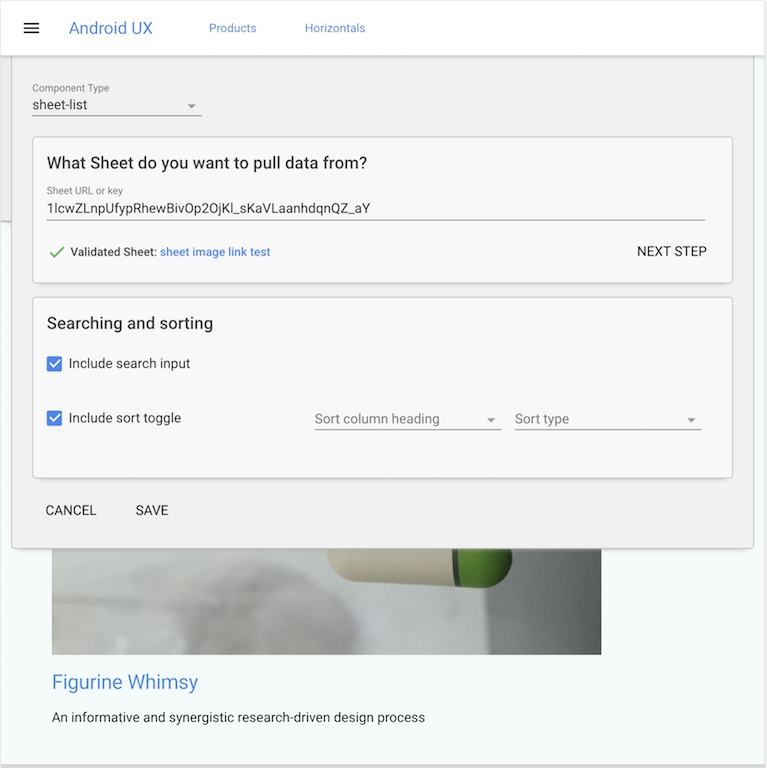 Android UX Products Horizontals
Component Type
sheet-list
What Sheet do you want to pull data from?
Sheet URL or key
1lcwZLnpUfypRhewBivOp2OjKl_sKaVLaanhdqnQZ_aY
Validated Sheet: sheet image link test NEXT STEP
Searching and sorting
Include search input
Include sort toggle Sort column heading Sort type
CANCEL SAVE
Figurine Whimsy
An informative and synergistic research-driven design process